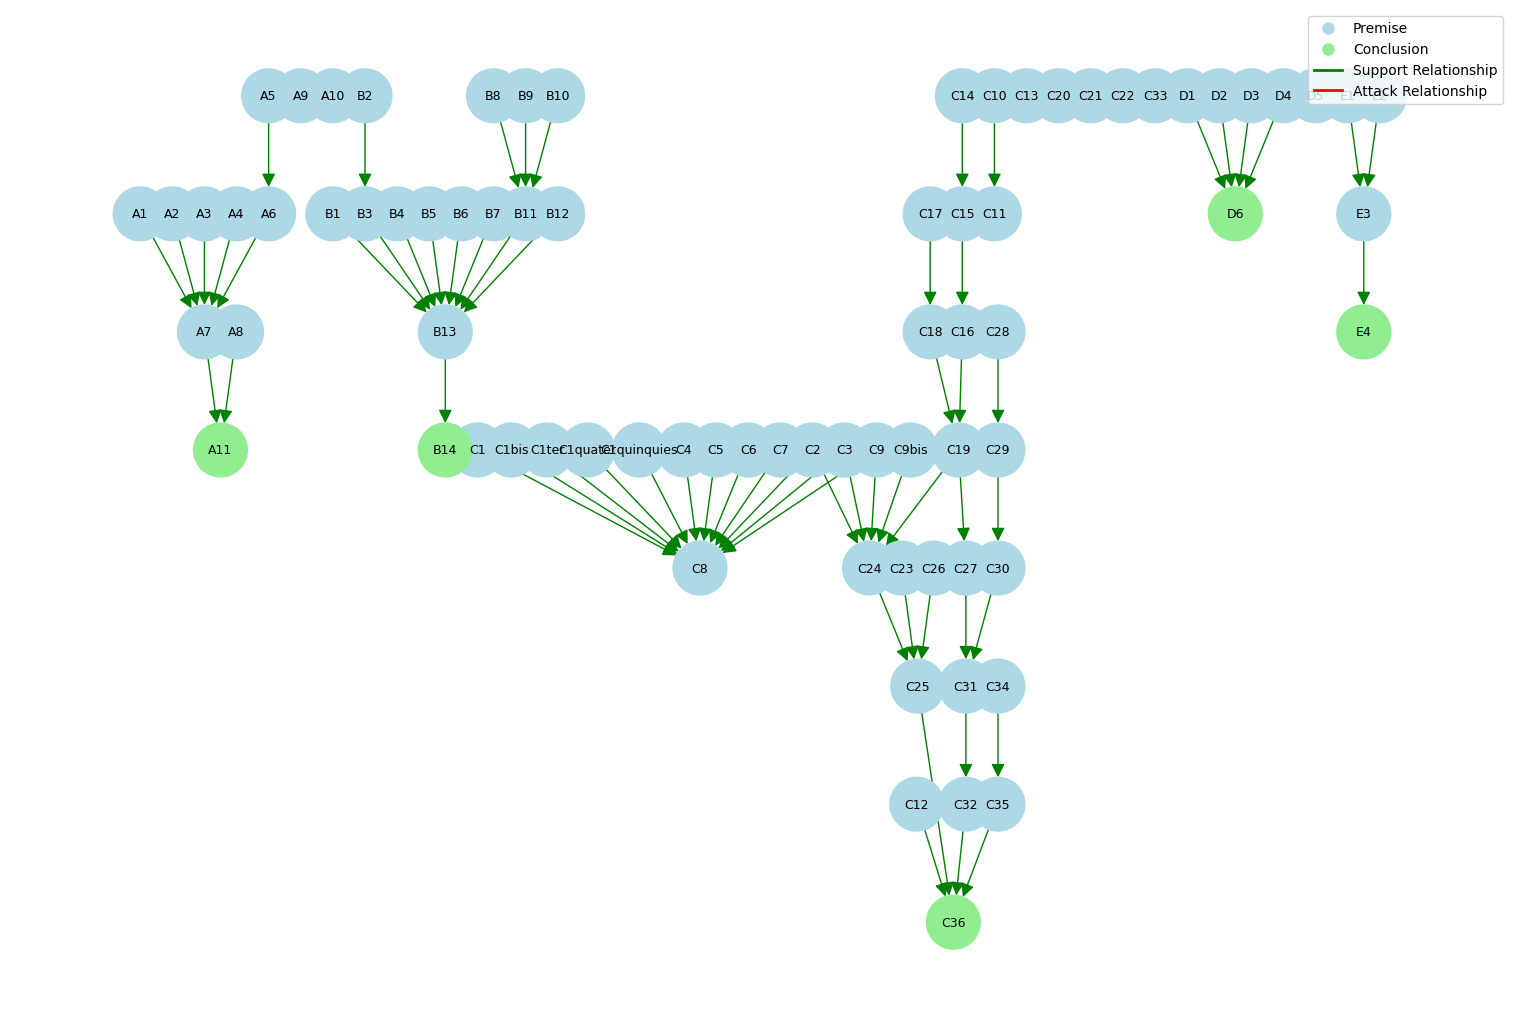 Premise
Conclusion
Support Relationship
Attack Relationship
A5 A9 A10 B2 B8 B9 B10 C14 C10 C13 C20 C21 C22 C33 D1 D2 D3 D4 D5 E1 E2
A1 A2 A3 A4 A6 B1 B3 B4 B5 B6 B7 B11 B12 C17 C15 C11 D6 E3
A7 A8 B13 C18 C16 C28 E4
A11 B14 C1 C1bis C1ter C1quater C1quinquies C4 C5 C6 C7 C2 C3 C9 C9bis C19 C29
C8 C24 C23 C26 C27 C30
C25 C31 C34
C12 C32 C35
C36